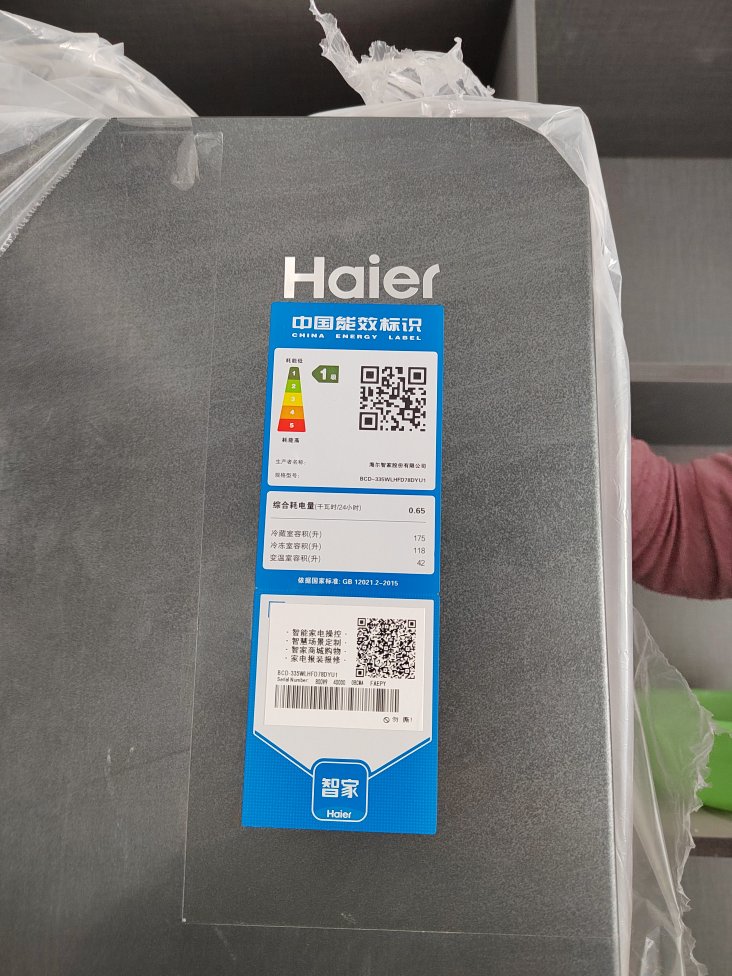 Haier
中国能效标识
CHINA ENERGY LABEL
耗能低
1
2
3
4
5
耗能高
1级
生产者名称: 海尔智家股份有限公司
规格型号: BCD-335WLHFD78DYU1
综合耗电量(千瓦时/24小时) 0.65
冷藏室容积(升) 175
冷冻室容积(升) 118
变温室容积(升) 42
依据国家标准: GB 12021.2-2015
·智能家电操控·
·智慧场景定制·
·智家商城购物·
·家电报装报修·
BCD-335WLHFD78DYU1
Serial Number:
FAEPY
勿撕!
智家
Haier